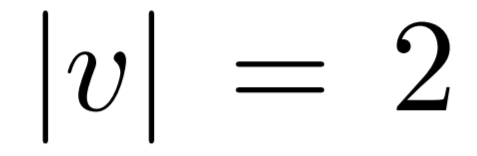 |v| = 2